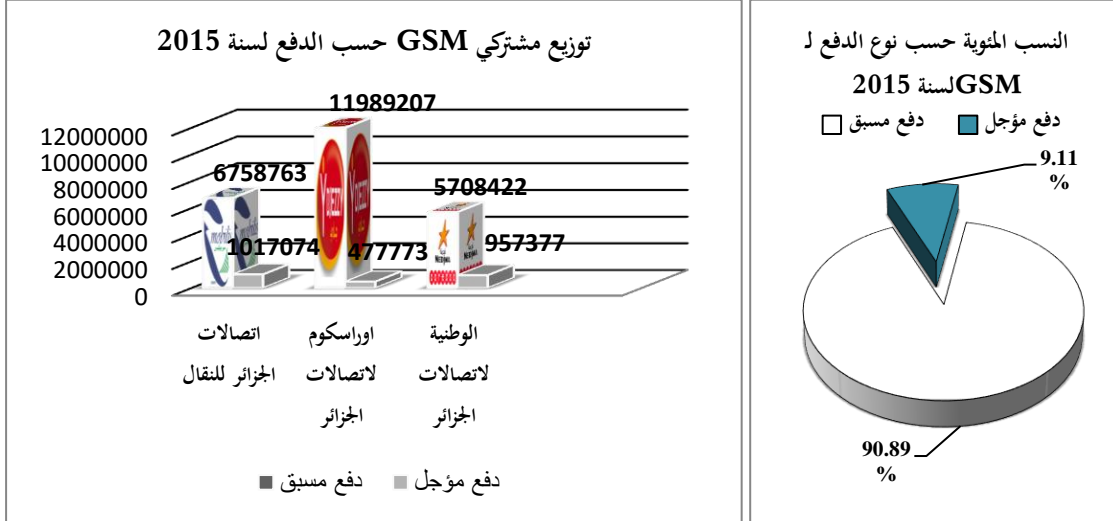 توزيع مشتركي GSM حسب الدفع لسنة 2015
12000000
10000000
8000000
6000000
4000000
2000000
0
6758763
1017074
11989207
477773
5708422
957377
اتصالات
الجزائر للنقال
اوراسكوم
لاتصالات
الجزائر
الوطنية
لاتصالات
الجزائر
دفع مسبق
دفع مؤجل
النسب المئوية حسب نوع الدفع لـ
GSMلسنة 2015
دفع مؤجل
دفع مسبق
9.11
%
90.89
%